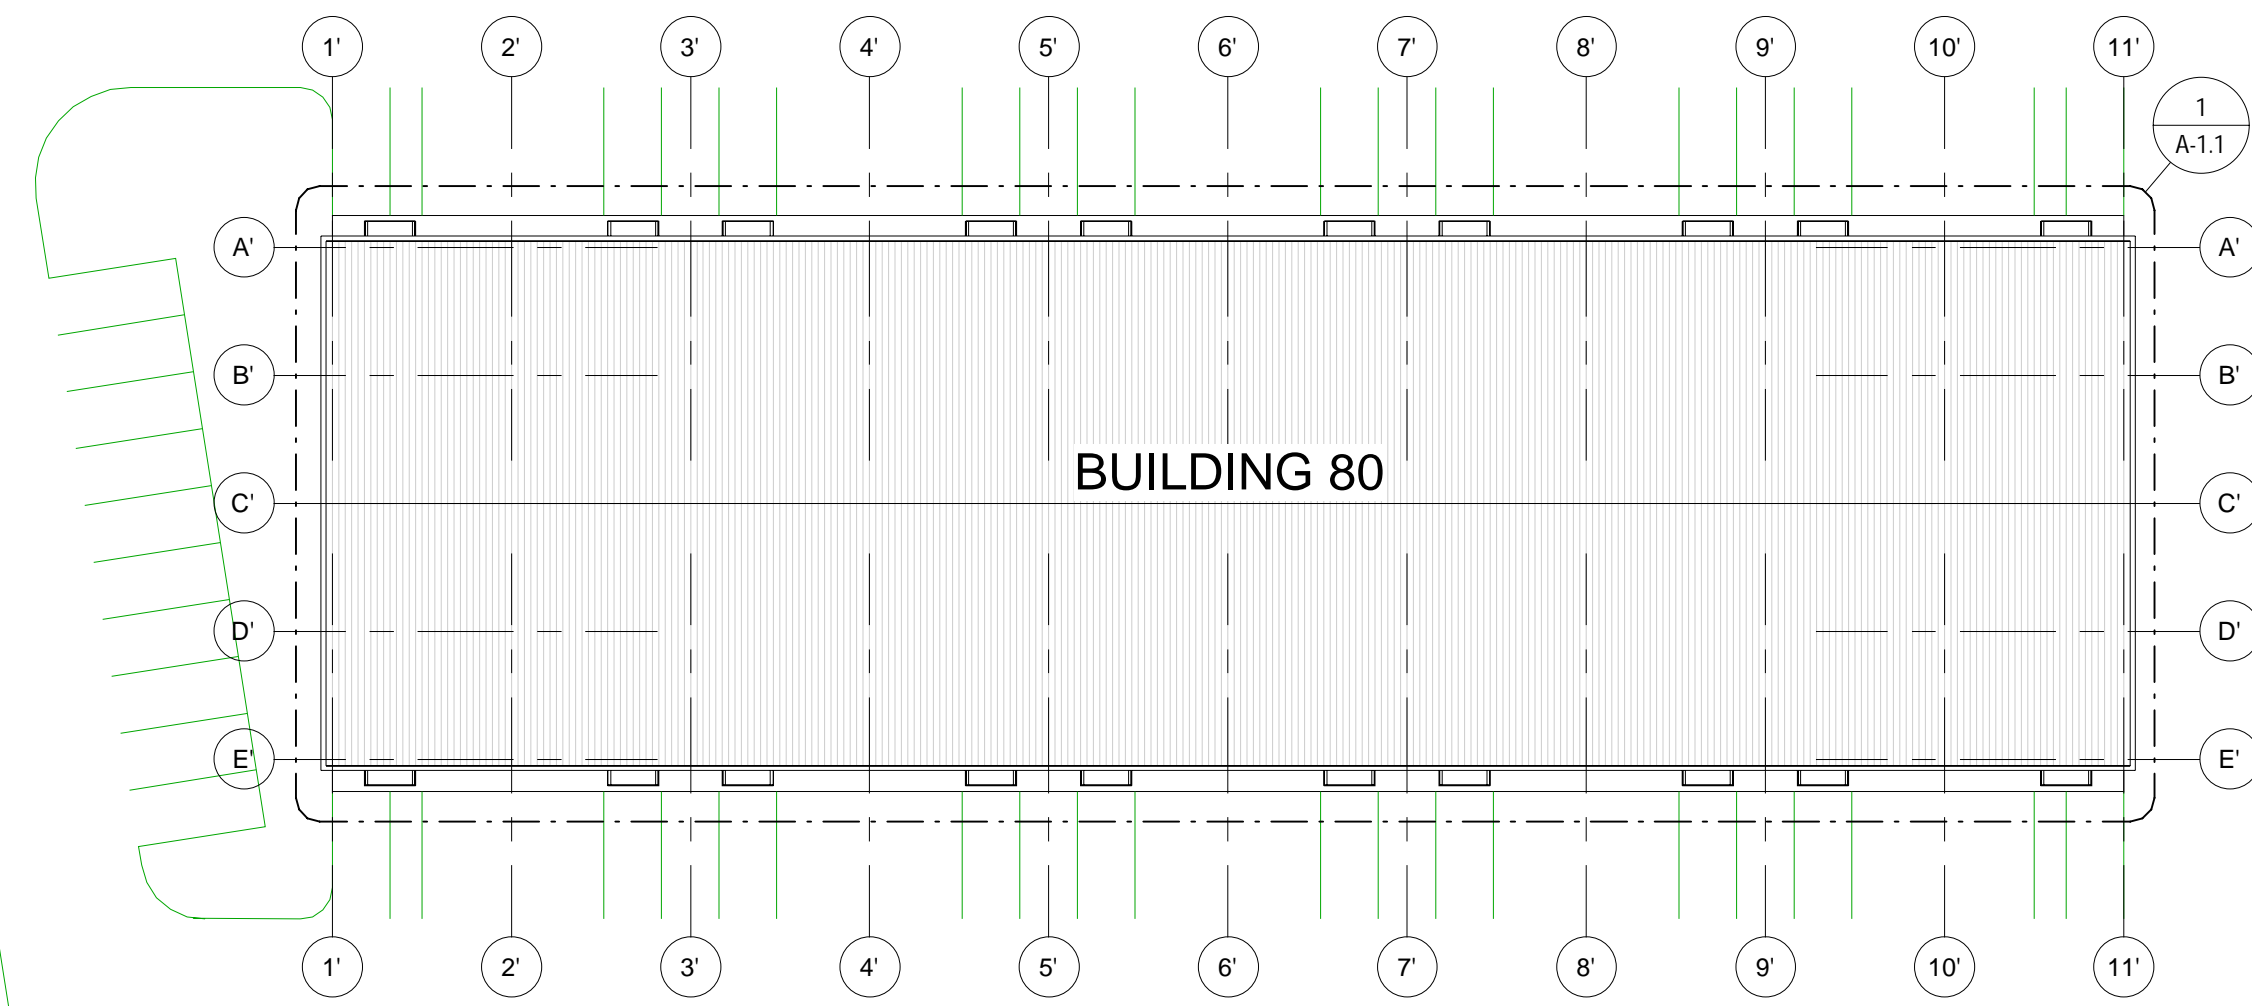 1' 2' 3' 4' 5' 6' 7' 8' 9' 10' 11'
1
A-1.1
A' A'
B' B'
BUILDING 80
C' C'
D' D'
E' E'
1' 2' 3' 4' 5' 6' 7' 8' 9' 10' 11'